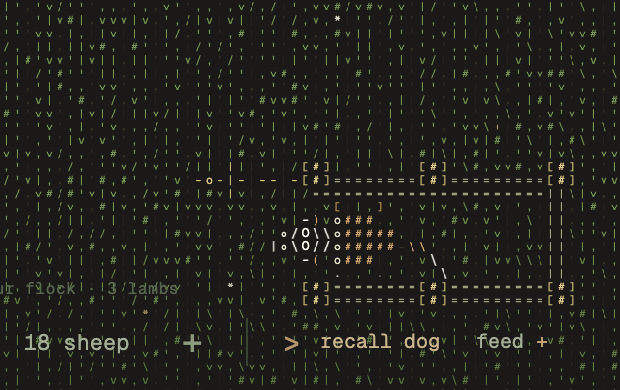 ur flock · 3 lambs
18 sheep + > recall dog feed +